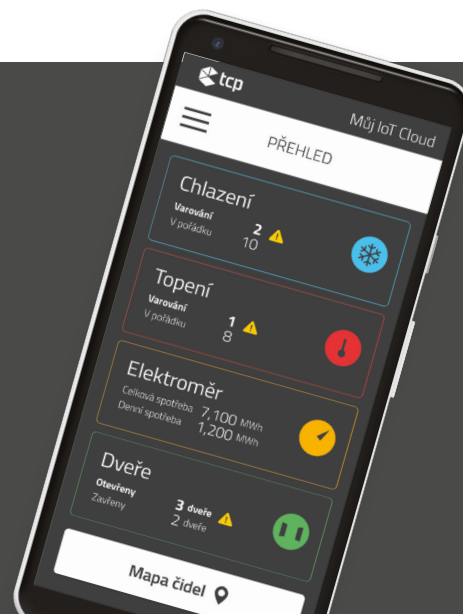 tcp
Můj IoT Cloud
PŘEHLED
Chlazení
Varování 2
V pořádku 10
Topení
Varování 1
V pořádku 8
Elektroměr
Celková spotřeba 7,100 MWh
Denní spotřeba 1,200 MWh
Dveře
Otevřeny 3 dveře
Zavřeny 2 dveře
Mapa čidel